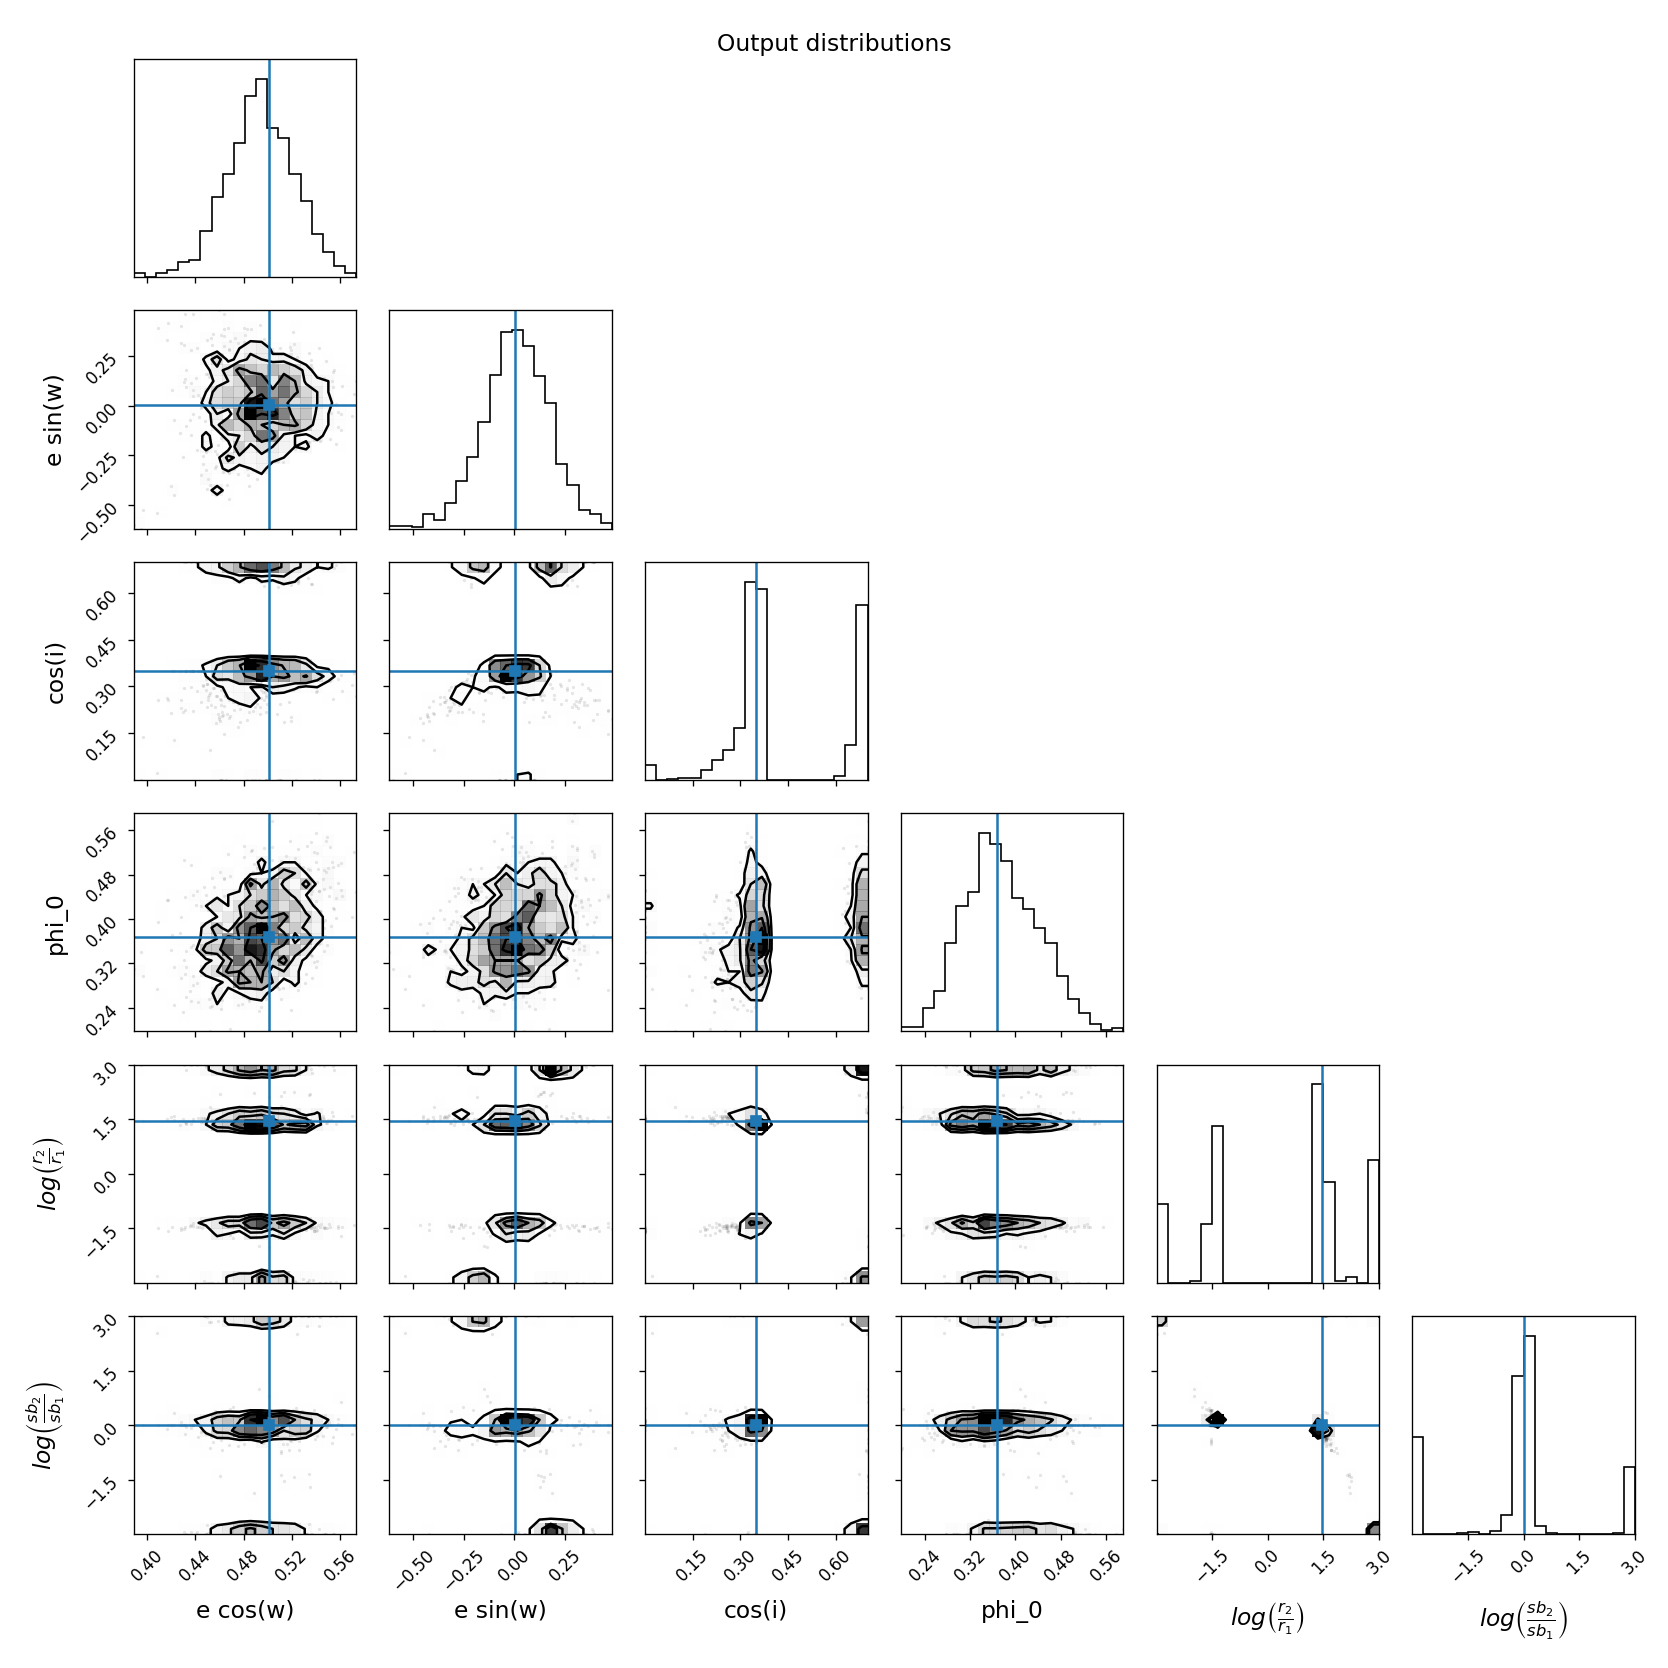 Output distributions
e sin(w)
0.25
0.00
−0.25
−0.50
cos(i)
0.60
0.45
0.30
0.15
phi_0
0.56
0.48
0.40
0.32
0.24
log(r2/r1)
3.0
1.5
0.0
−1.5
log(sb2/sb1)
3.0
1.5
0.0
−1.5
0.40 0.44 0.48 0.52 0.56
−0.50 −0.25 0.00 0.25
0.15 0.30 0.45 0.60
0.24 0.32 0.40 0.48 0.56
−1.5 0.0 1.5 3.0
−1.5 0.0 1.5 3.0
e cos(w) e sin(w) cos(i) phi_0 log(r2/r1) log(sb2/sb1)